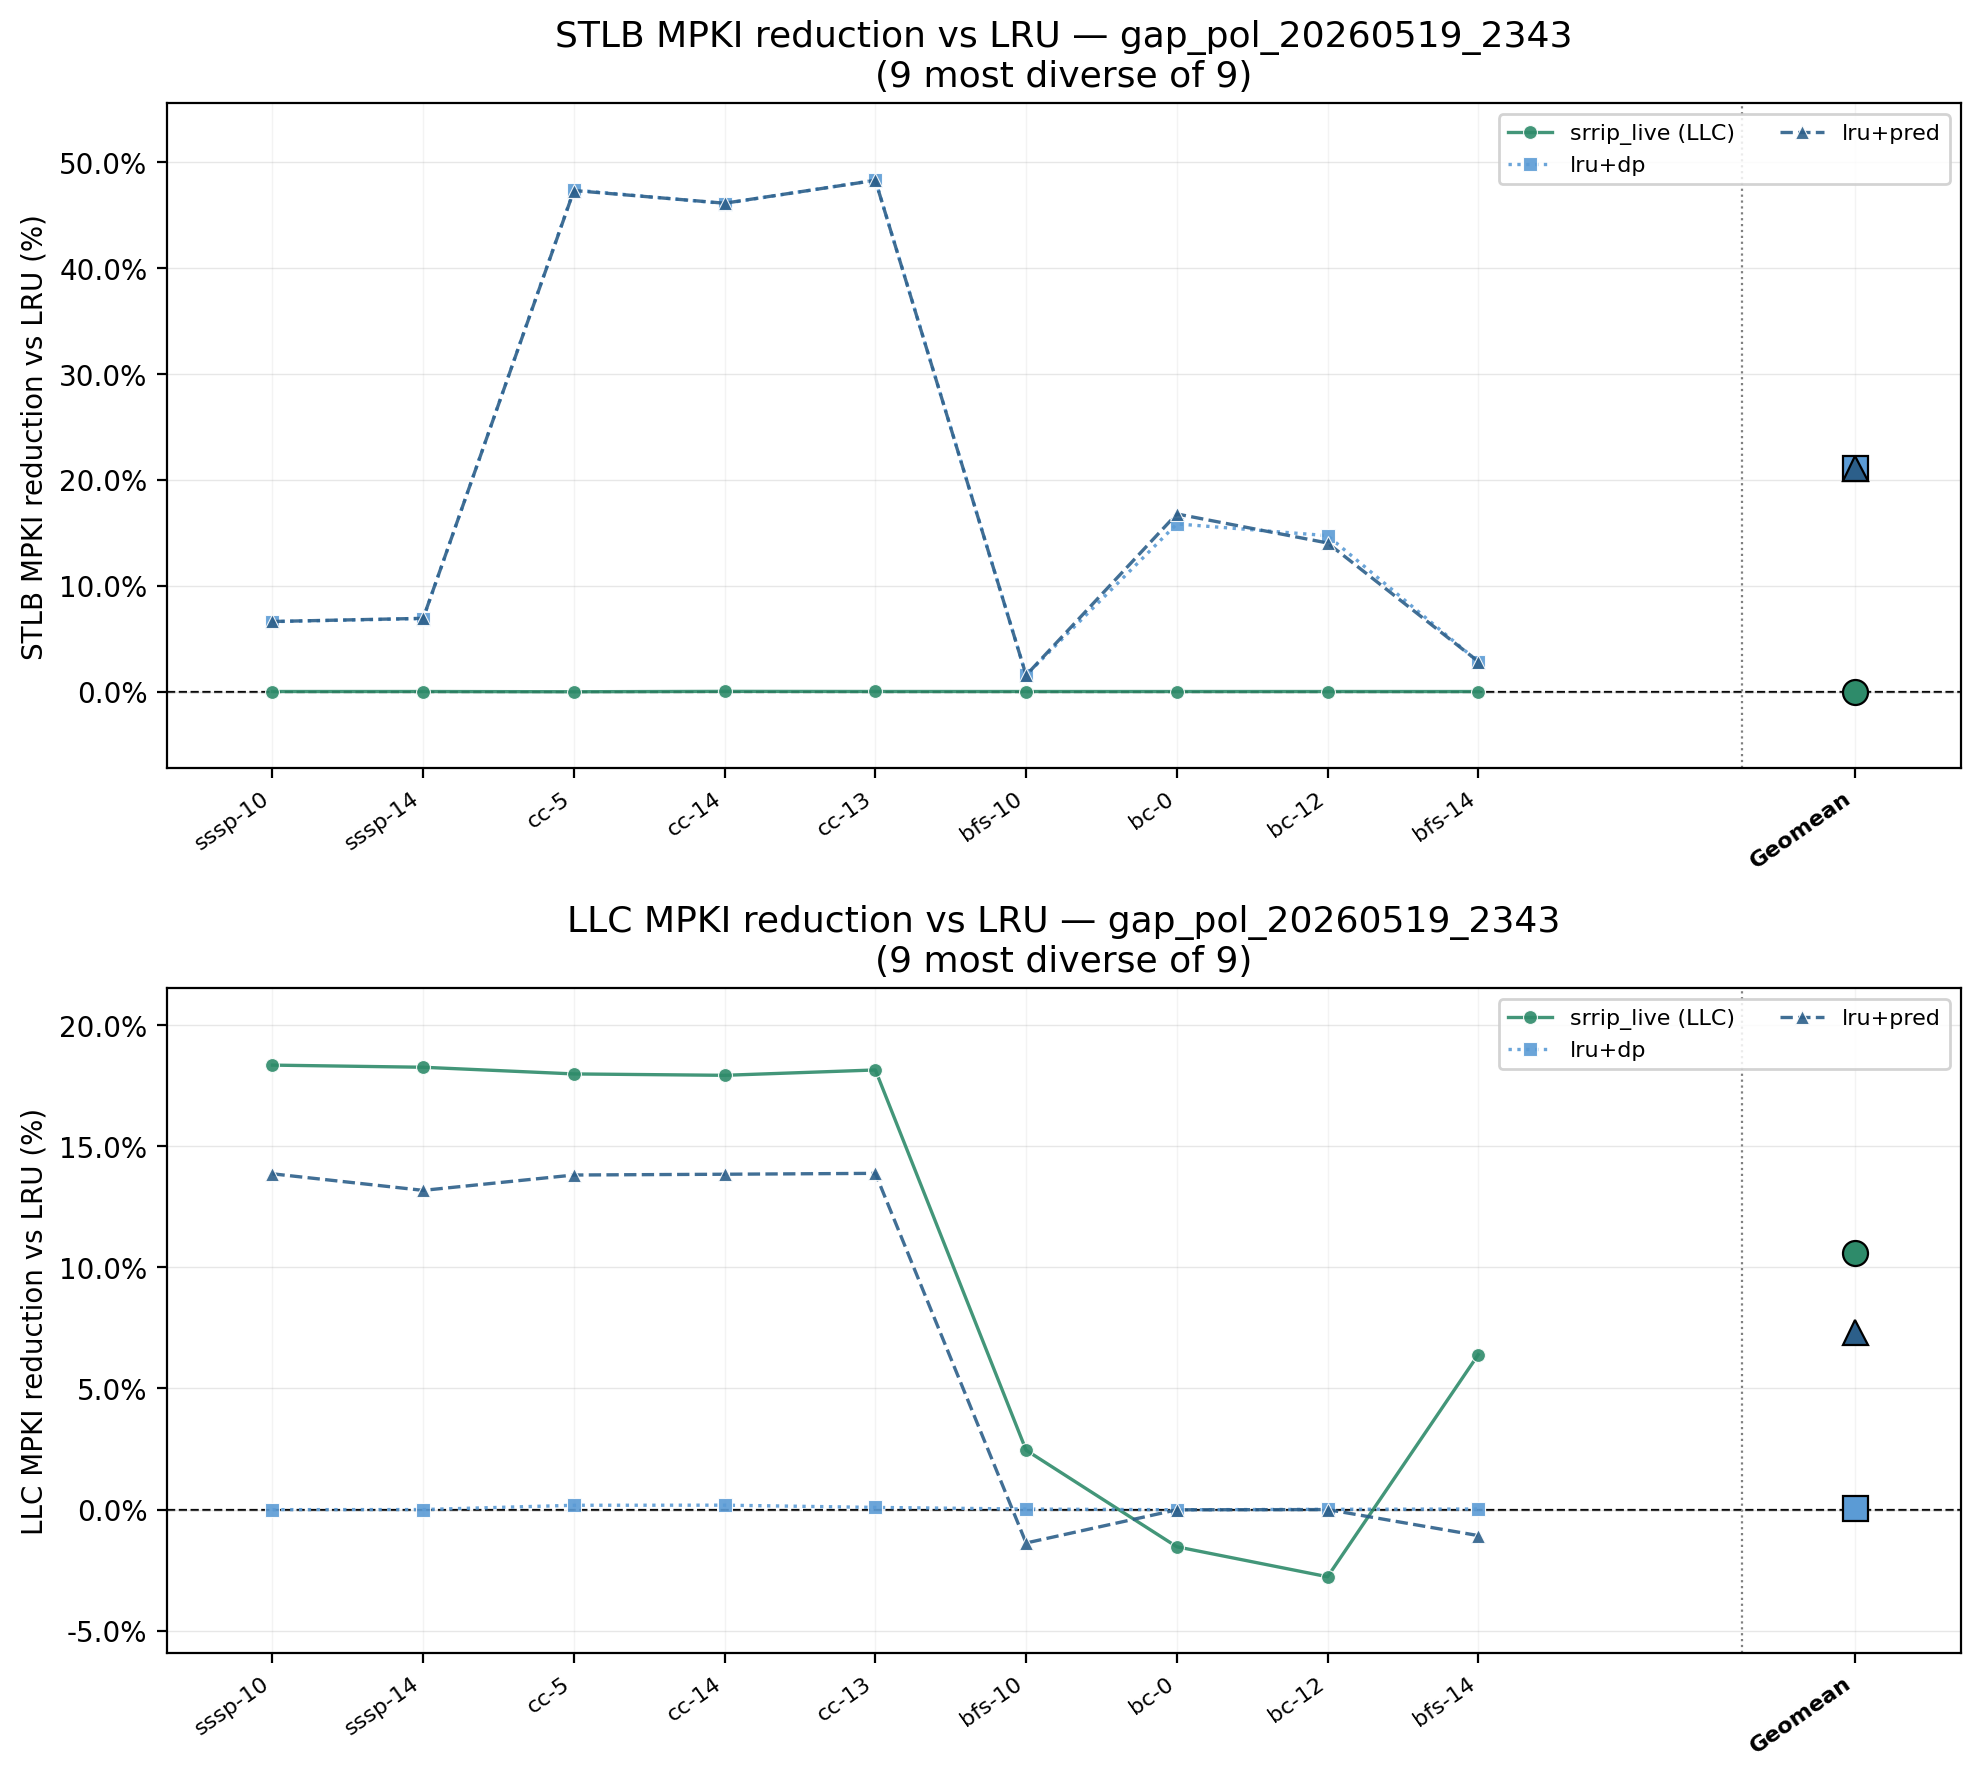 STLB MPKI reduction vs LRU — gap_pol_20260519_2343
(9 most diverse of 9)
STLB MPKI reduction vs LRU (%)
50.0%
40.0%
30.0%
20.0%
10.0%
0.0%
srrip_live (LLC)
lru+dp
lru+pred
sssp-10
sssp-14
cc-5
cc-14
cc-13
bfs-10
bc-0
bc-12
bfs-14
Geomean
LLC MPKI reduction vs LRU — gap_pol_20260519_2343
(9 most diverse of 9)
LLC MPKI reduction vs LRU (%)
20.0%
15.0%
10.0%
5.0%
0.0%
-5.0%
srrip_live (LLC)
lru+dp
lru+pred
sssp-10
sssp-14
cc-5
cc-14
cc-13
bfs-10
bc-0
bc-12
bfs-14
Geomean